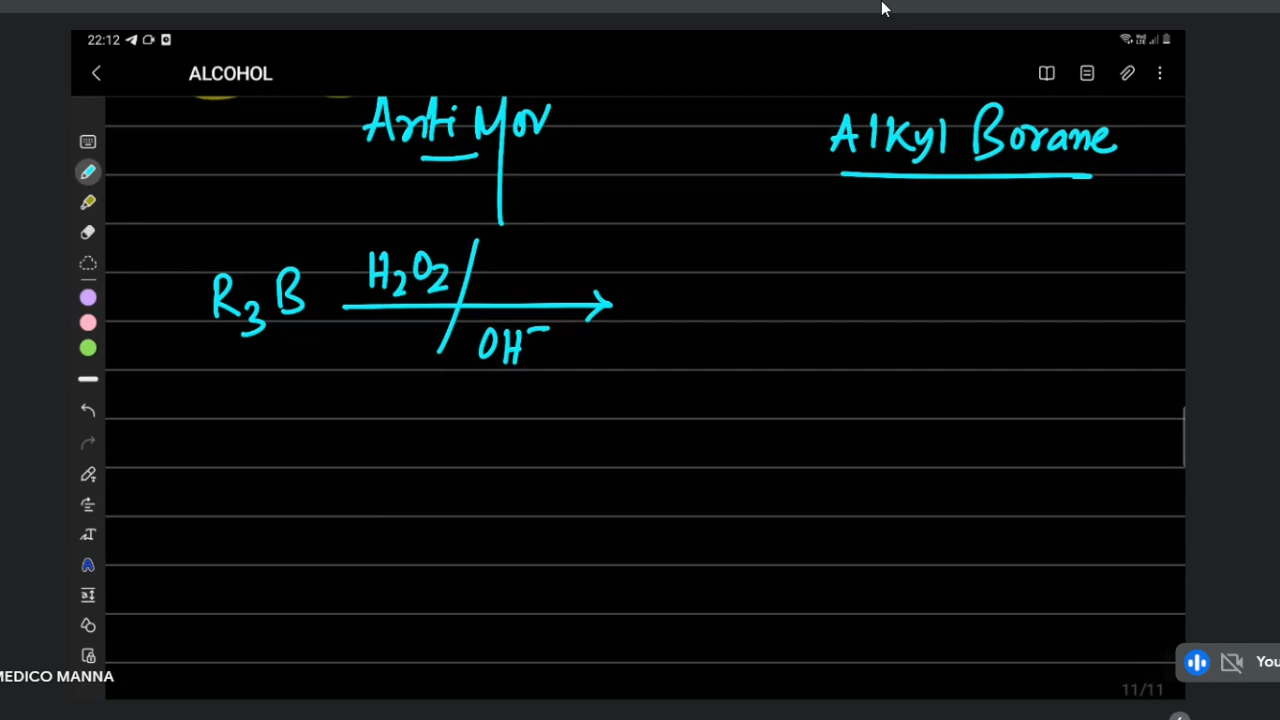 22:12
ALCOHOL
Anti Mov
Alkyl Borane
R3B H2O2/OH-
MEDICO MANNA
You
11/11